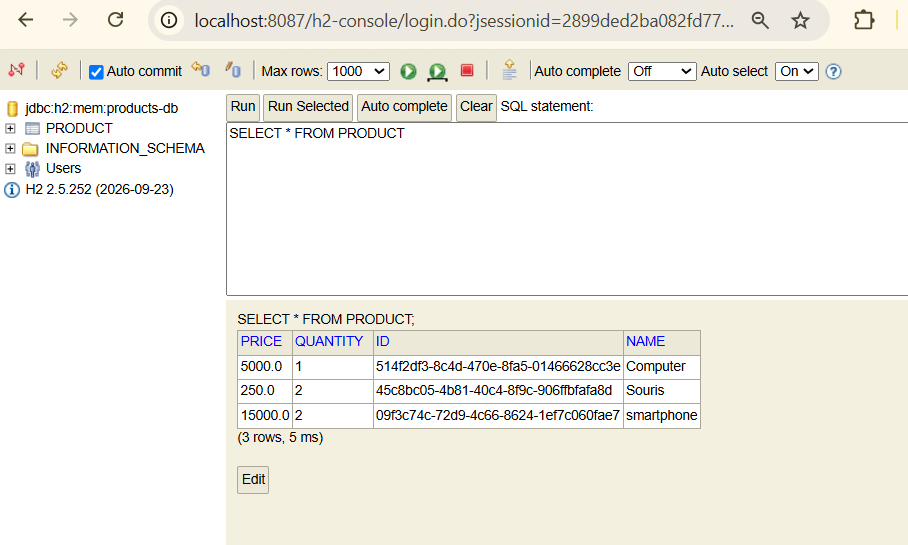 localhost:8087/h2-console/login.do?jsessionid=2899ded2ba082fd77...
Auto commit Max rows: 1000 Auto complete Off Auto select On ?
jdbc:h2:mem:products-db
PRODUCT
INFORMATION_SCHEMA
Users
H2 2.5.252 (2026-09-23)
Run Run Selected Auto complete Clear SQL statement:
SELECT * FROM PRODUCT
SELECT * FROM PRODUCT;
PRICE QUANTITY ID NAME
5000.0 1 514f2df3-8c4d-470e-8fa5-01466628cc3e Computer
250.0 2 45c8bc05-4b81-40c4-8f9c-906ffbfafa8d Souris
15000.0 2 09f3c74c-72d9-4c66-8624-1ef7c060fae7 smartphone
(3 rows, 5 ms)
Edit